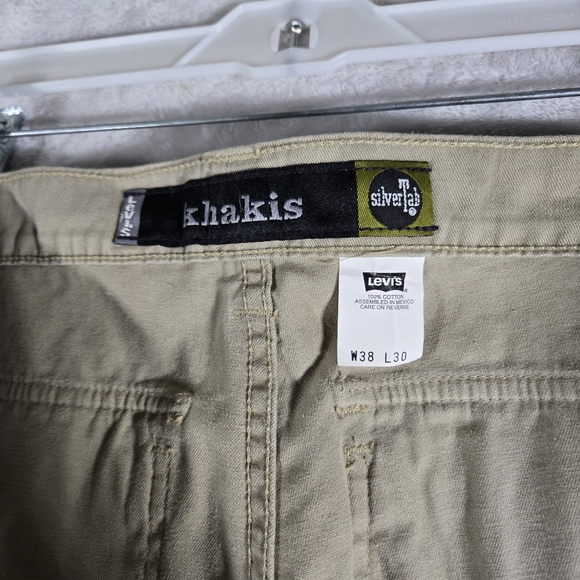 LEVI'S
khakis
silverTab
LEVI'S
100% COTTON
ASSEMBLED IN MEXICO
CARE ON REVERSE
W38 L30